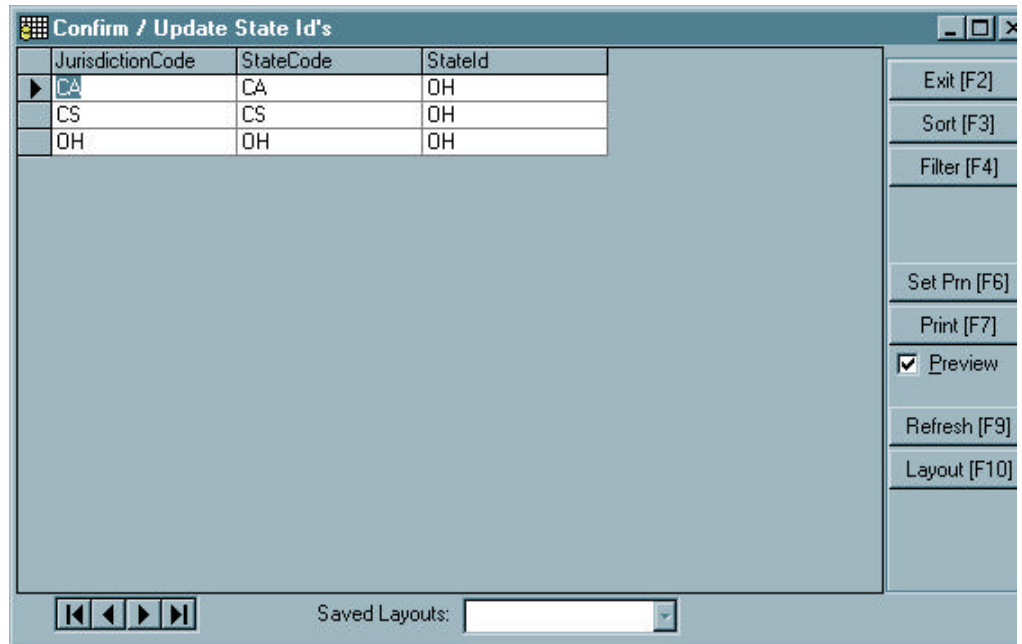 Confirm / Update State Id's
JurisdictionCode StateCode StateId
CA CA OH
CS CS OH
OH OH OH
Exit [F2]
Sort [F3]
Filter [F4]
Set Prn [F6]
Print [F7]
Preview
Refresh [F9]
Layout [F10]
Saved Layouts: